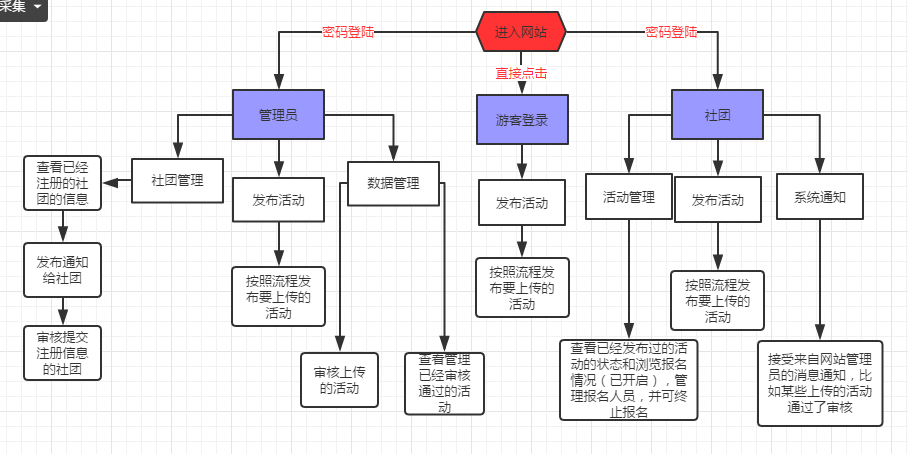 采集
进入网站
密码登陆
密码登陆
直接点击
管理员
游客登录
社团
社团管理
发布活动
数据管理
发布活动
活动管理
发布活动
系统通知
查看已经
注册的社
团的信息
发布通知
给社团
审核提交
注册信息
的社团
按照流程发
布要上传的
活动
审核上传
的活动
查看管理
已经审核
通过的活
动
按照流程发
布要上传的
活动
查看已经发布过的活
动的状态和浏览报名
情况（已开启），管
理报名人员，并可终
止报名
按照流程发
布要上传的
活动
接受来自网站管理
员的消息通知，比
如某些上传的活动
通过了审核